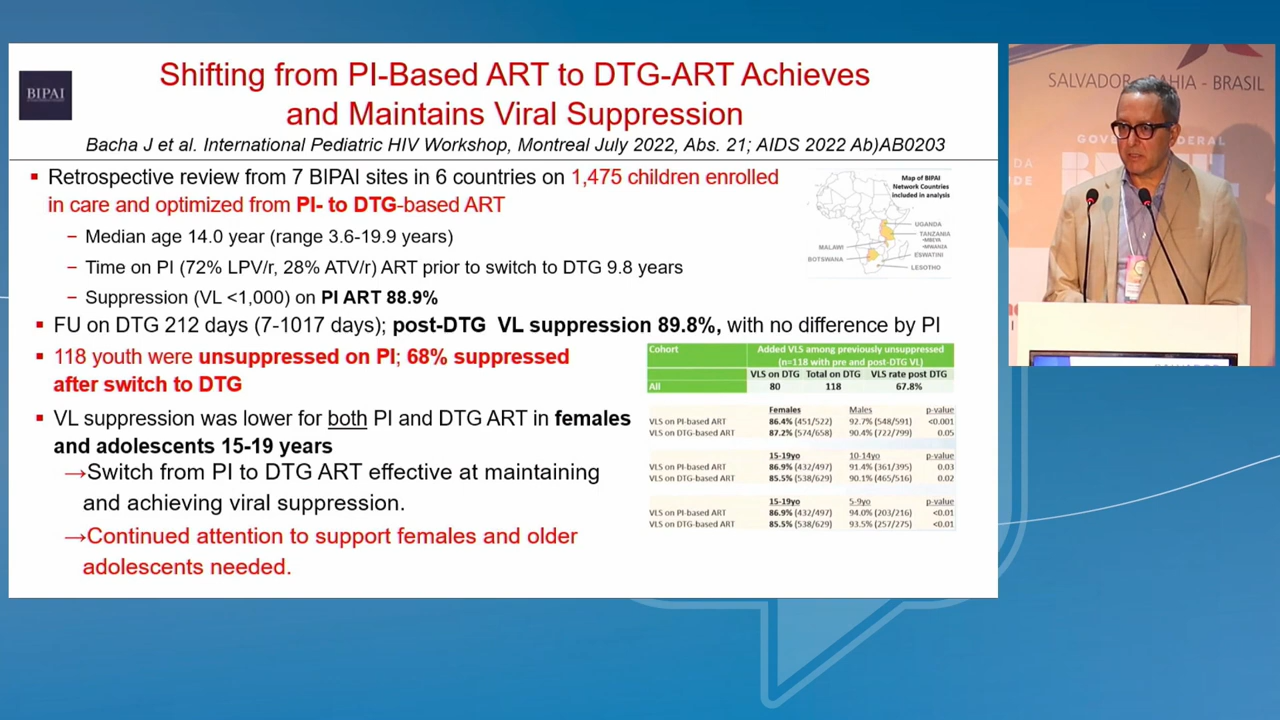 BIPAI
Shifting from PI-Based ART to DTG-ART Achieves
and Maintains Viral Suppression
Bacha J et al. International Pediatric HIV Workshop, Montreal July 2022, Abs. 21; AIDS 2022 Ab)AB0203
▪ Retrospective review from 7 BIPAI sites in 6 countries on 1,475 children enrolled
in care and optimized from PI- to DTG-based ART
– Median age 14.0 year (range 3.6-19.9 years)
– Time on PI (72% LPV/r, 28% ATV/r) ART prior to switch to DTG 9.8 years
– Suppression (VL <1,000) on PI ART 88.9%
Map of BIPAI
Network Countries
included in analysis
UGANDA
TANZANIA
•MBEYA
•MWANZA
MALAWI
ESWATINI
BOTSWANA
LESOTHO
▪ FU on DTG 212 days (7-1017 days); post-DTG VL suppression 89.8%, with no difference by PI
▪ 118 youth were unsuppressed on PI; 68% suppressed
after switch to DTG
▪ VL suppression was lower for both PI and DTG ART in females
and adolescents 15-19 years
→Switch from PI to DTG ART effective at maintaining
and achieving viral suppression.
→Continued attention to support females and older
adolescents needed.
Cohort Added VLS among previously unsuppressed
(n=118 with pre and post-DTG VL)
VLS on DTG Total on DTG VLS rate post DTG
All 80 118 67.8%
Females Males p-value
VLS on PI-based ART 86.4% (451/522) 92.7% (548/591) <0.001
VLS on DTG-based ART 87.2% (574/658) 90.4% (722/799) 0.05
15-19yo 10-14yo p-value
VLS on PI-based ART 86.9% (432/497) 91.4% (361/395) 0.03
VLS on DTG-based ART 85.5% (538/629) 90.1% (465/516) 0.02
15-19yo 5-9yo p-value
VLS on PI-based ART 86.9% (432/497) 94.0% (203/216) <0.01
VLS on DTG-based ART 85.5% (538/629) 93.5% (257/275) <0.01
SALVADOR - BAHIA - BRASIL